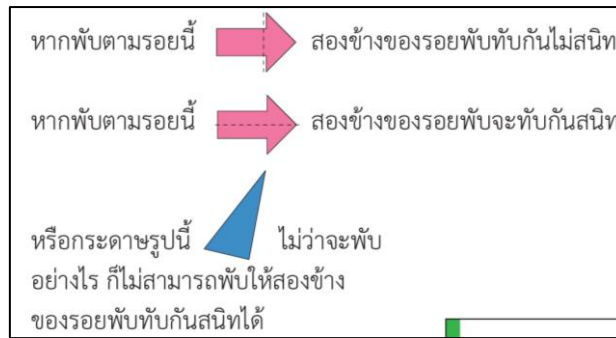 หากพับตามรอยนี้ สองข้างของรอยพับทับกันไม่สนิท
หากพับตามรอยนี้ สองข้างของรอยพับจะทับกันสนิท
หรือกระดาษรูปนี้ ไม่ว่าจะพับ
อย่างไร ก็ไม่สามารถพับให้สองข้าง
ของรอยพับทับกันสนิทได้